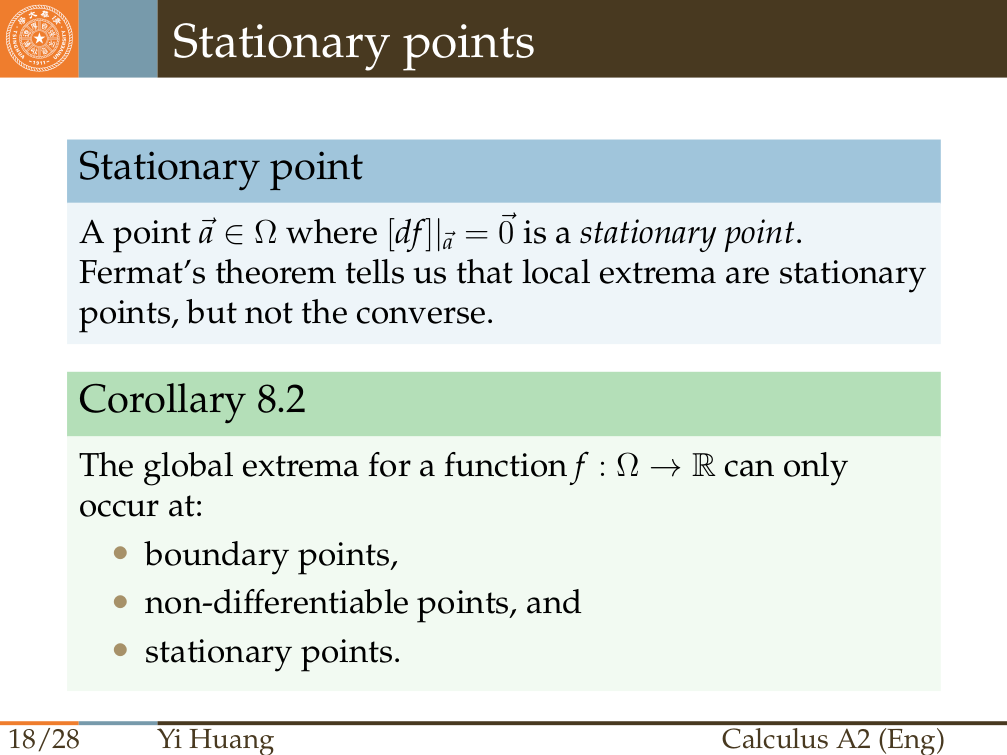 Stationary points
Stationary point
A point $\vec{a} \in \Omega$ where $[df]|_{\vec{a}} = \vec{0}$ is a stationary point.
Fermat's theorem tells us that local extrema are stationary
points, but not the converse.
Corollary 8.2
The global extrema for a function $f : \Omega \to \mathbb{R}$ can only
occur at:
• boundary points,
• non-differentiable points, and
• stationary points.
18/28 Yi Huang Calculus A2 (Eng)